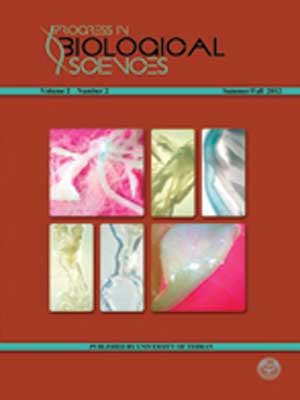 PROGRESS IN
BIOLOGICAL
SCIENCES
Volume 2 Number 2 Summer/Fall 2012
PUBLISHED BY UNIVERSITY OF TEHRAN